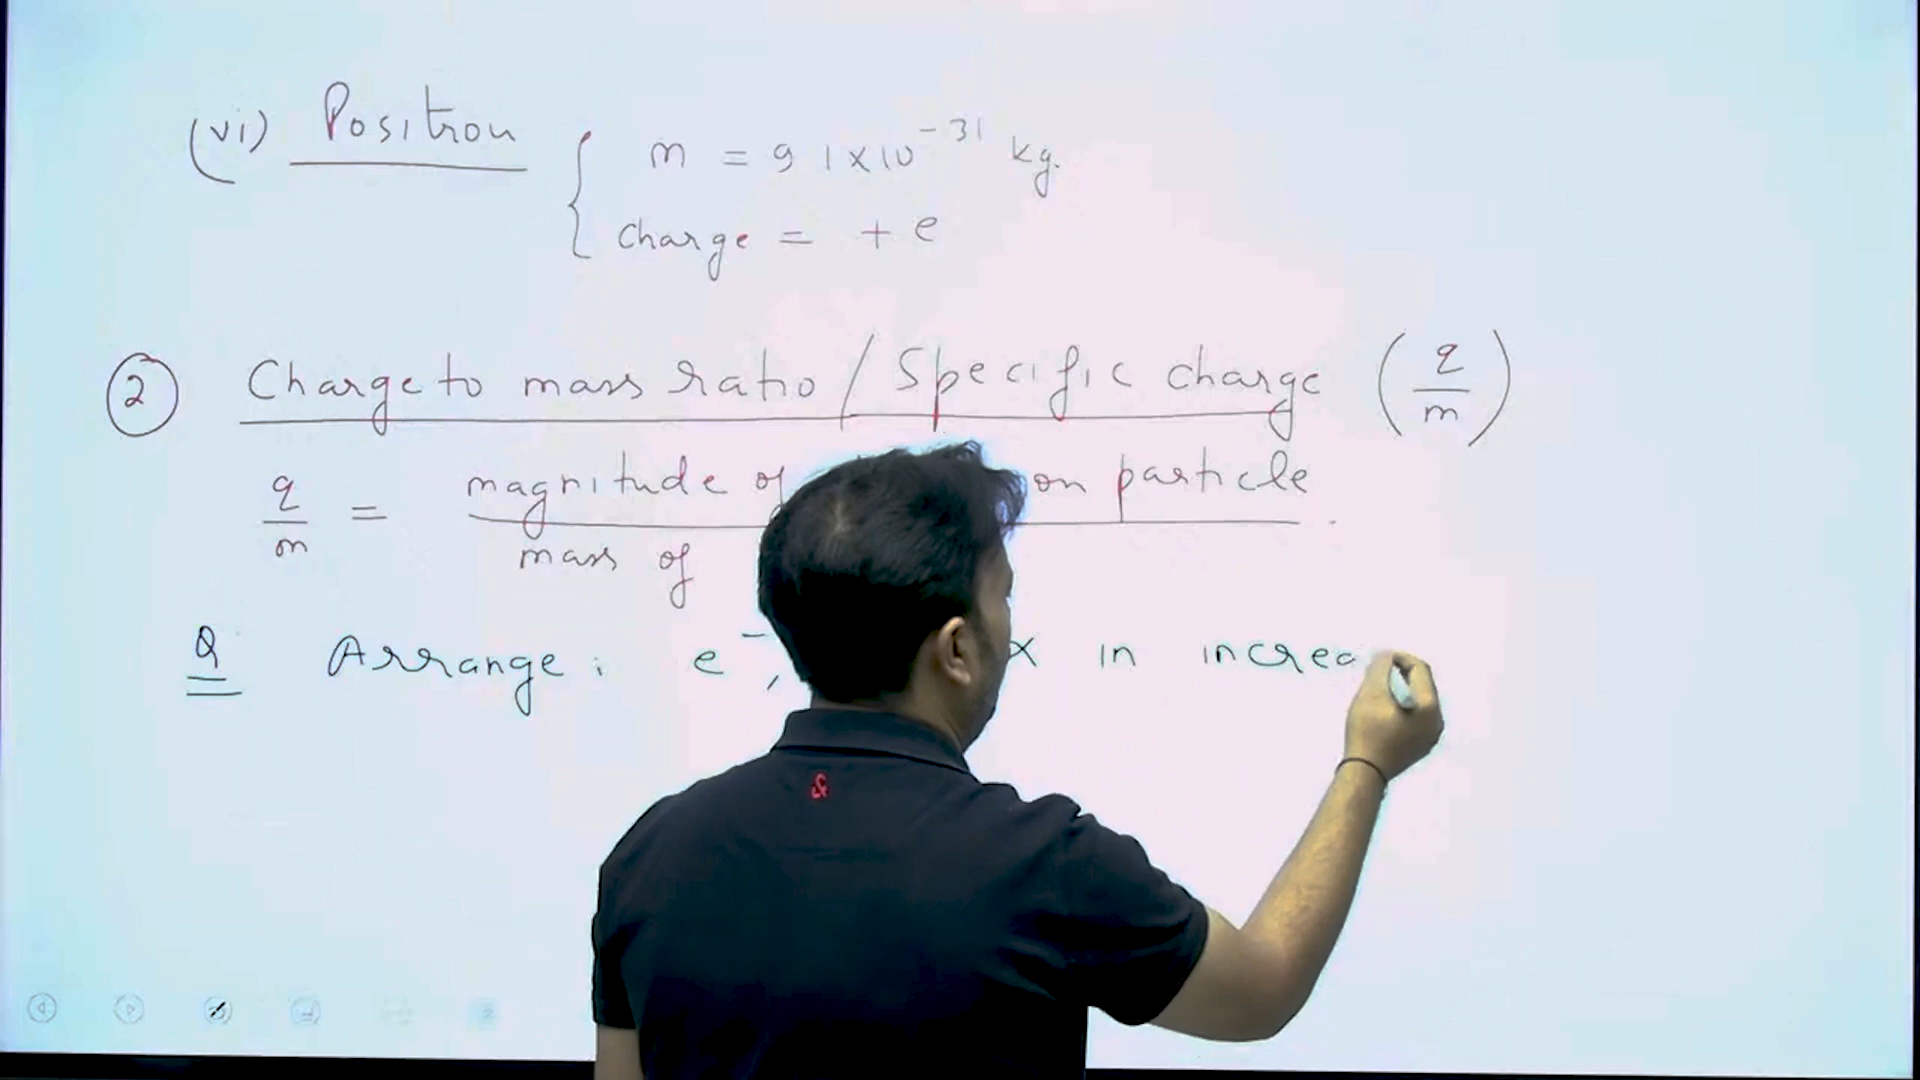 (vi) Positron
m = 9 1 x 10⁻³¹ kg.
charge = + e
2 Charge to mass ratio / Specific charge (q/m)
q/m = magnitude of on particle
mass of
Q Arrange : e⁻, α in increa